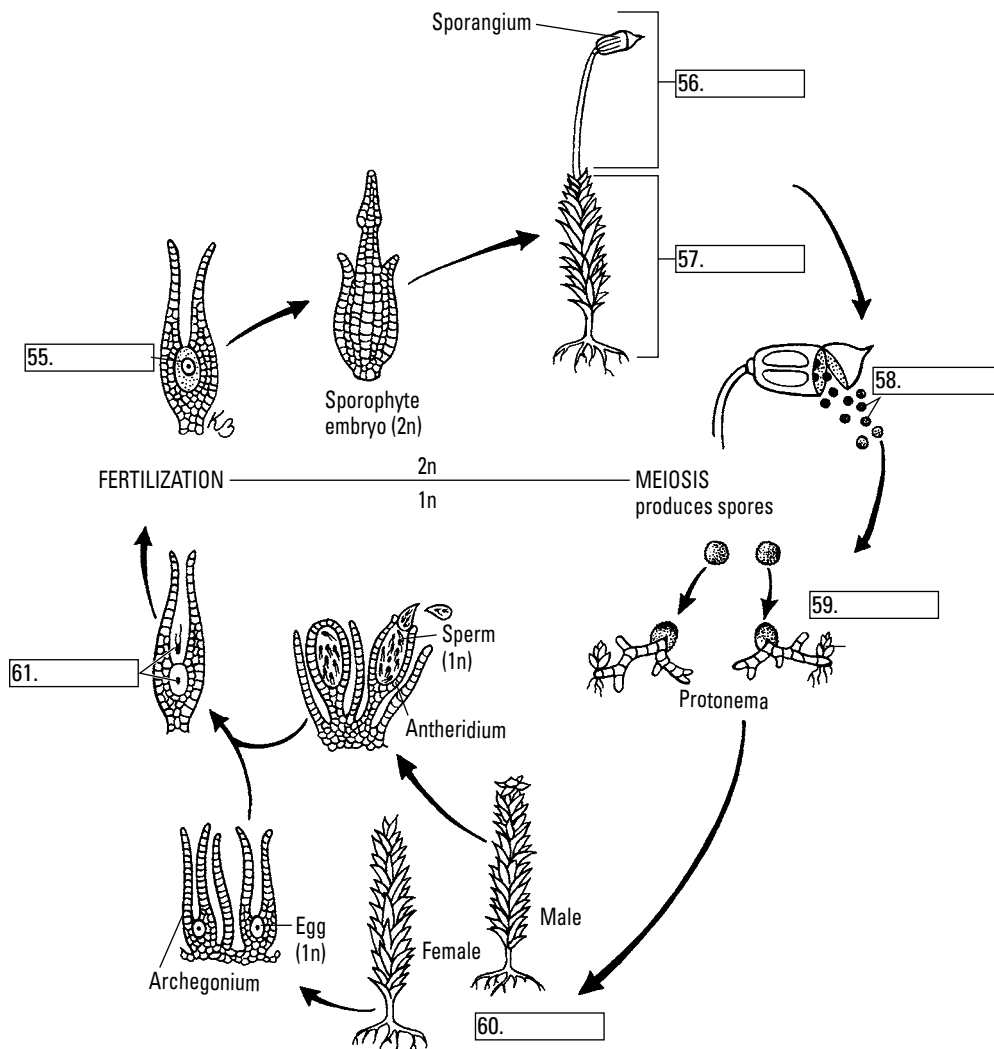 Sporangium
56.
57.
55.
58.
Sporophyte
embryo (2n)
FERTILIZATION
2n
1n
MEIOSIS
produces spores
59.
Sperm
(1n)
61.
Protonema
Antheridium
Male
Egg
(1n)
Female
Archegonium
60.